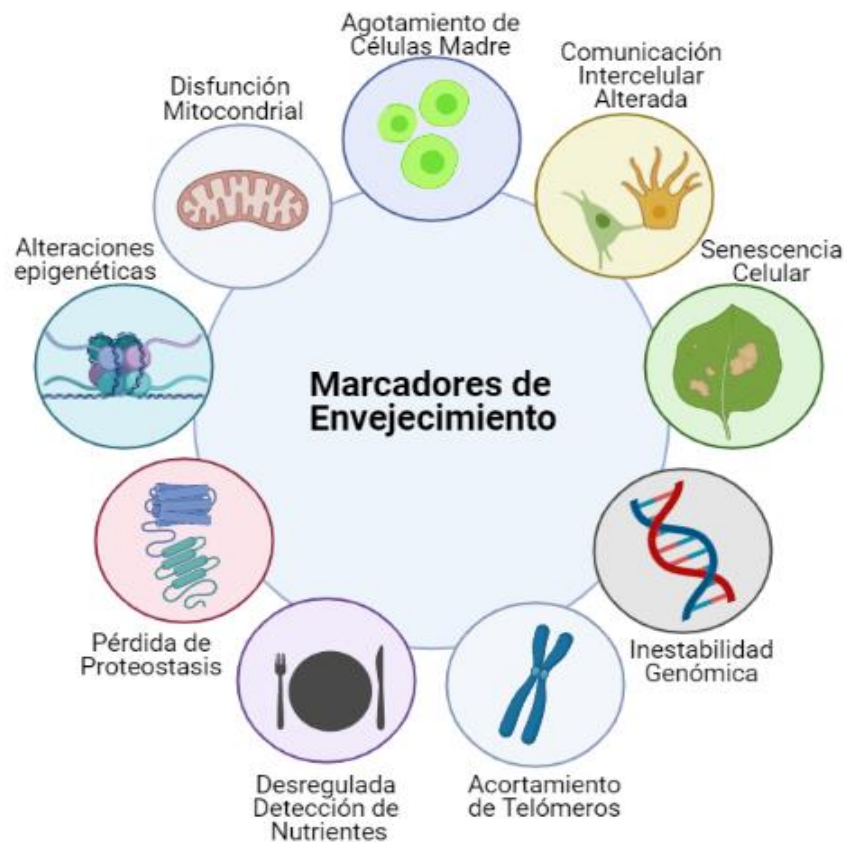 Agotamiento de
Células Madre
Comunicación
Intercelular
Alterada
Disfunción
Mitocondrial
Senescencia
Celular
Alteraciones
epigenéticas
Marcadores de
Envejecimiento
Pérdida de
Proteostasis
Inestabilidad
Genómica
Desregulada
Detección de
Nutrientes
Acortamiento
de Telómeros